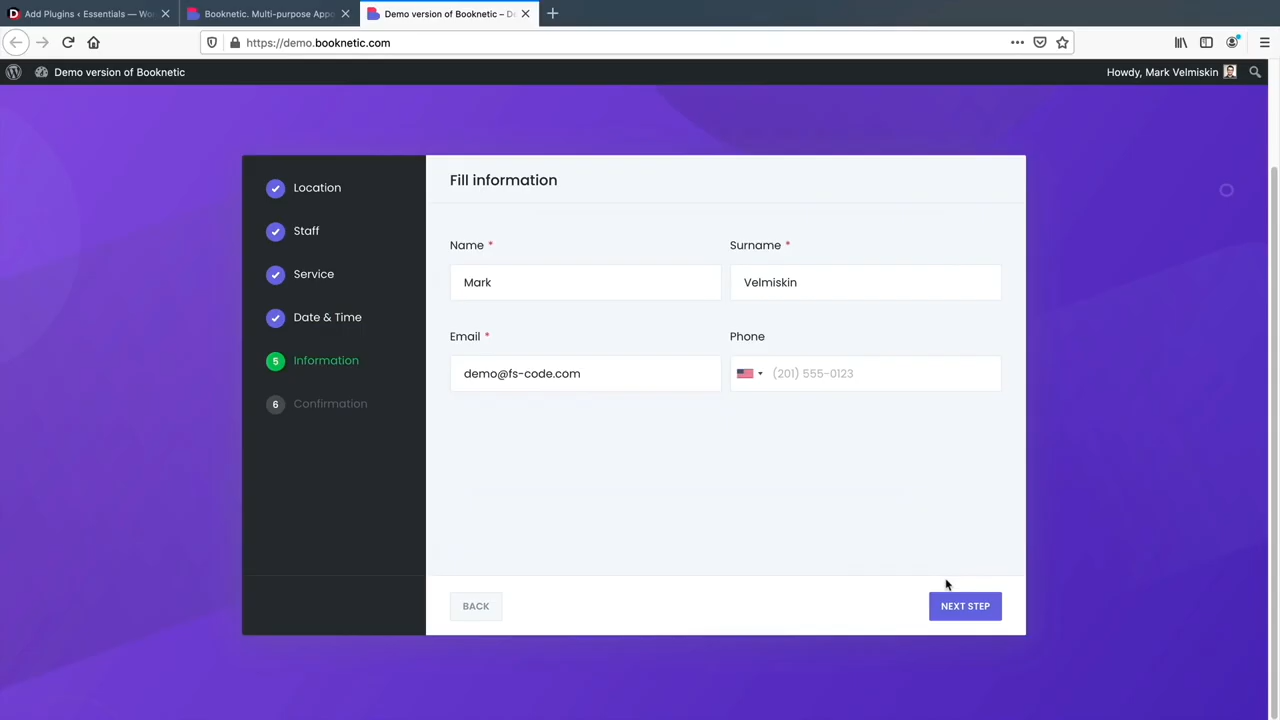 Add Plugins ‹ Essentials — Wo
Booknetic. Multi-purpose Appo
Demo version of Booknetic – De
https://demo.booknetic.com
Demo version of Booknetic
Howdy, Mark Velmiskin
Location
Staff
Service
Date & Time
5 Information
6 Confirmation
Fill information
Name *
Surname *
Mark
Velmiskin
Email *
Phone
demo@fs-code.com
(201) 555-0123
BACK
NEXT STEP